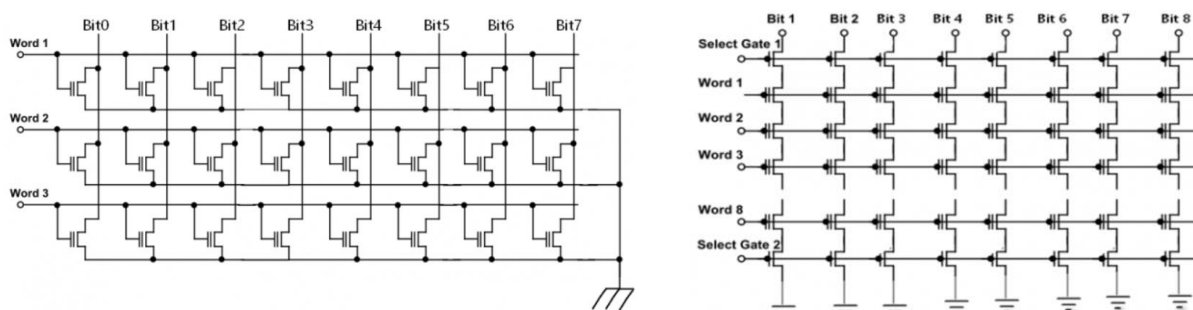 Bit0 Bit1 Bit2 Bit3 Bit4 Bit5 Bit6 Bit7
Word 1
Word 2
Word 3
Bit 1 Bit 2 Bit 3 Bit 4 Bit 5 Bit 6 Bit 7 Bit 8
Select Gate 1
Word 1
Word 2
Word 3
Word 8
Select Gate 2